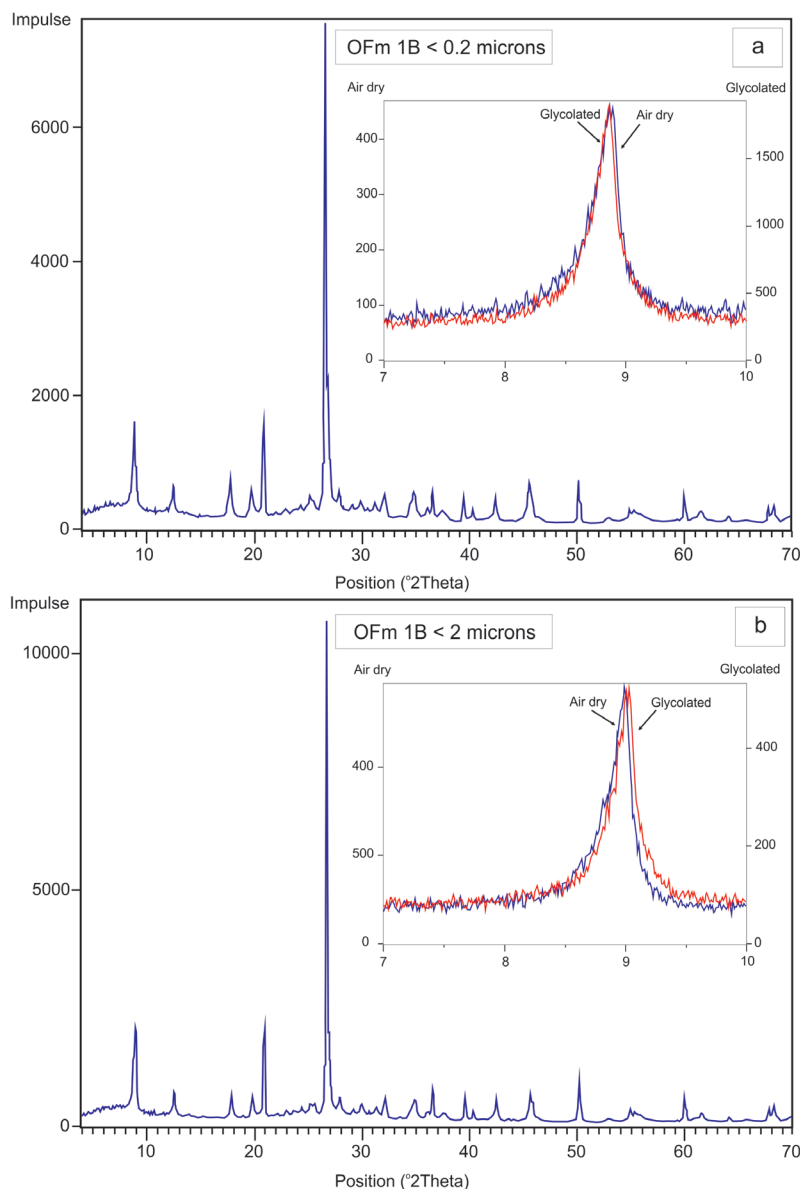 Impulse
OFm 1B < 0.2 microns
a
Air dry
Glycolated
Glycolated
Air dry
400
300
200
100
0
1500
1000
500
0
7
8
9
10
6000
4000
2000
0
10
20
30
40
50
60
70
Position (°2Theta)
Impulse
OFm 1B < 2 microns
b
Air dry
Glycolated
Air dry
Glycolated
400
500
0
400
200
0
7
8
9
10
10000
5000
0
10
20
30
40
50
60
70
Position (°2Theta)